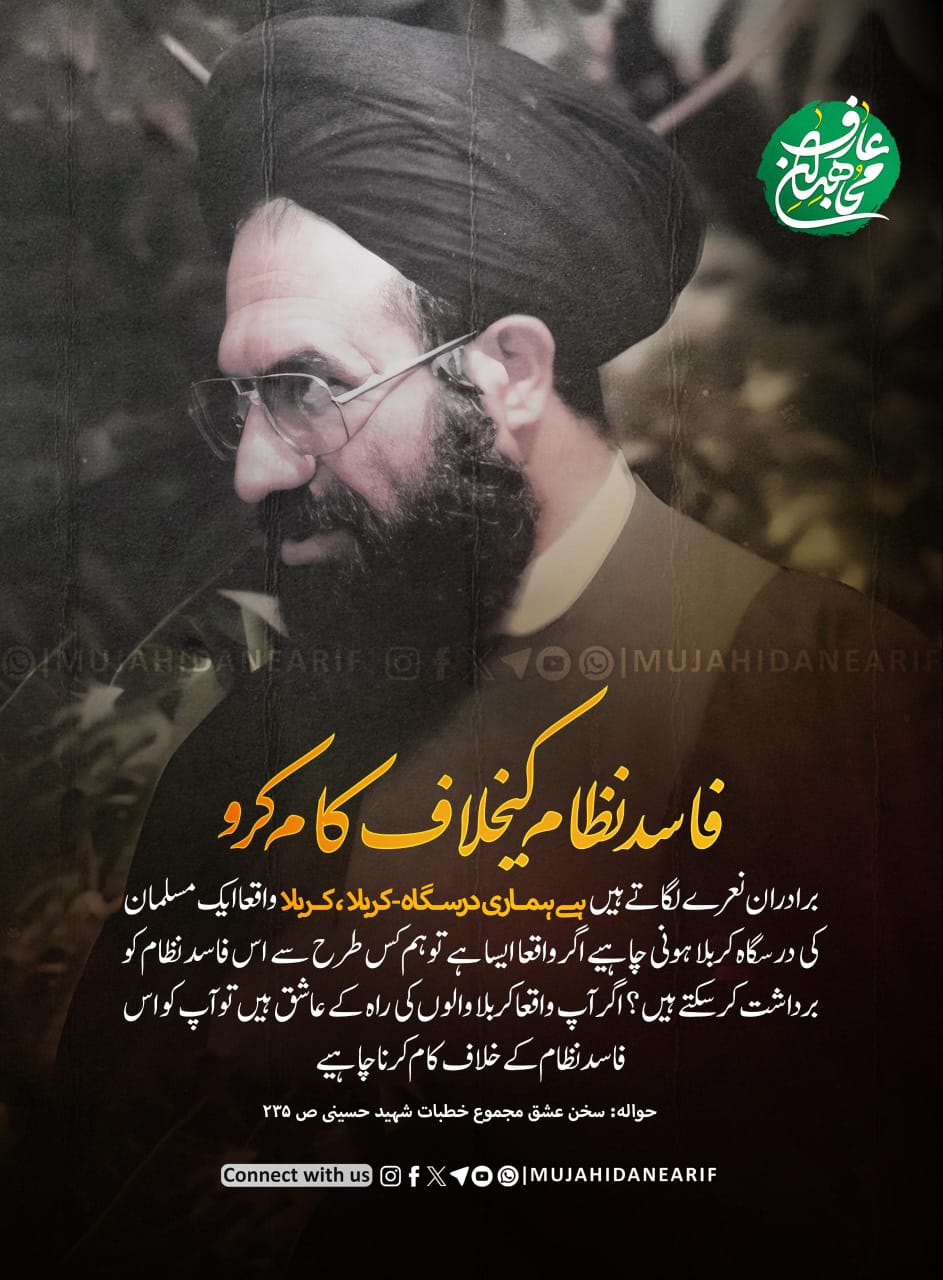 مجاهدان عارف
|MUJAHIDANEARIF |MUJAHIDANEARIF
فاسد نظام کیخلاف کام کرو
برادران نعرے لگاتے ہیں ہے ہماری درسگاہ-کربلا، کربلا واقعا ایک مسلمان
کی درسگاہ کربلا ہونی چاہیے اگر واقعا ایسا ہے تو ہم کس طرح سے اس فاسد نظام کو
برداشت کر سکتے ہیں؟ اگر آپ واقعا کربلا والوں کی راہ کے عاشق ہیں تو آپ کو اس
فاسد نظام کے خلاف کام کرنا چاہیے
حوالہ: سخن عشق مجموع خطبات شہید حسینی ص ۲۳۵
Connect with us |MUJAHIDANEARIF